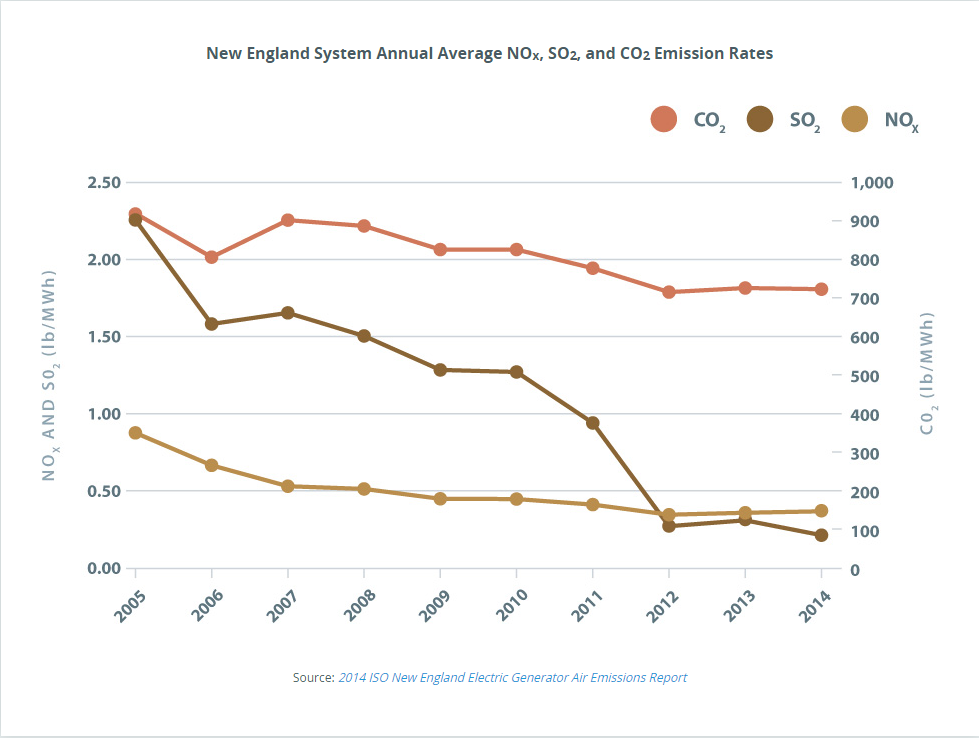 New England System Annual Average NOx, SO2, and CO2 Emission Rates
CO2 SO2 NOX
2.50
2.00
1.50
1.00
0.50
0.00
NOX AND S02 (lb/MWh)
1,000
900
800
700
600
500
400
300
200
100
0
C02 (lb/MWh)
2005 2006 2007 2008 2009 2010 2011 2012 2013 2014
Source: 2014 ISO New England Electric Generator Air Emissions Report